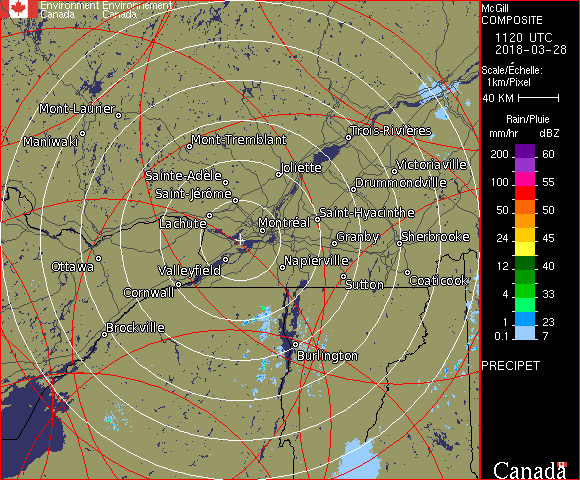 Environment Environnement
Canada Canada
McGill
COMPOSITE
1120 UTC
2018-03-28
Scale/Échelle:
1km/Pixel
40 KM
Rain/Pluie
mm/hr dBZ
200 60
150 57
100 55
50 50
24 45
12 40
4 33
1 23
0.1 7
PRECIPET
Canada
Mont-Laurier
Maniwaki
Mont-Tremblant
Trois-Rivières
Joliette
Victoriaville
Sainte-Adèle
Drummondville
Saint-Jérôme
Saint-Hyacinthe
Lachute
Montréal
Granby
Sherbrooke
Ottawa
Valleyfield
Napierville
Cornwall
Sutton
Coaticook
Brockville
Burlington